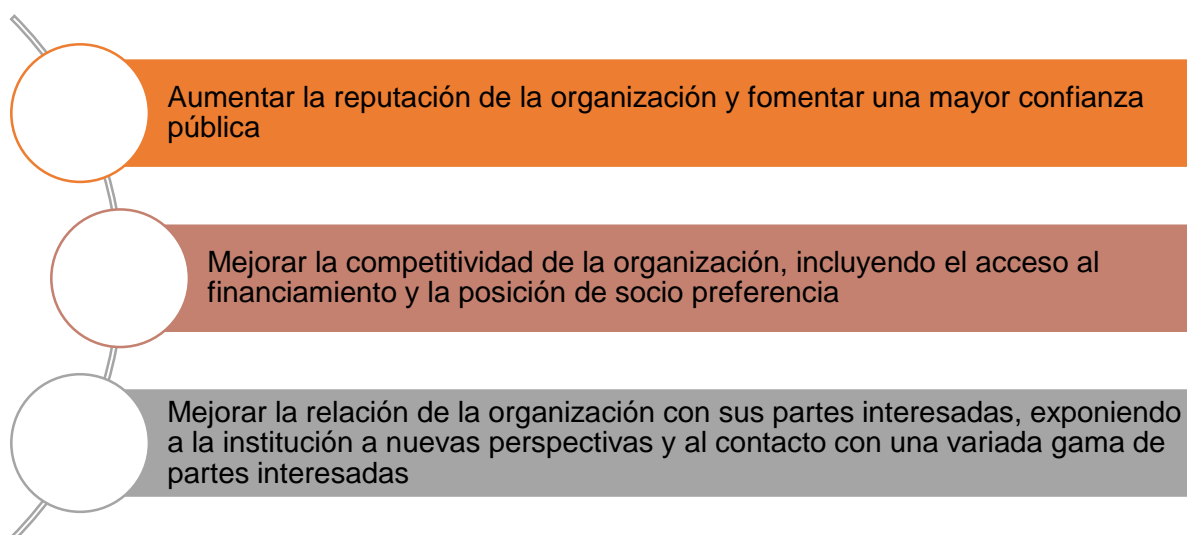 Aumentar la reputación de la organización y fomentar una mayor confianza
pública
Mejorar la competitividad de la organización, incluyendo el acceso al
financiamiento y la posición de socio preferencia
Mejorar la relación de la organización con sus partes interesadas, exponiendo
a la institución a nuevas perspectivas y al contacto con una variada gama de
partes interesadas